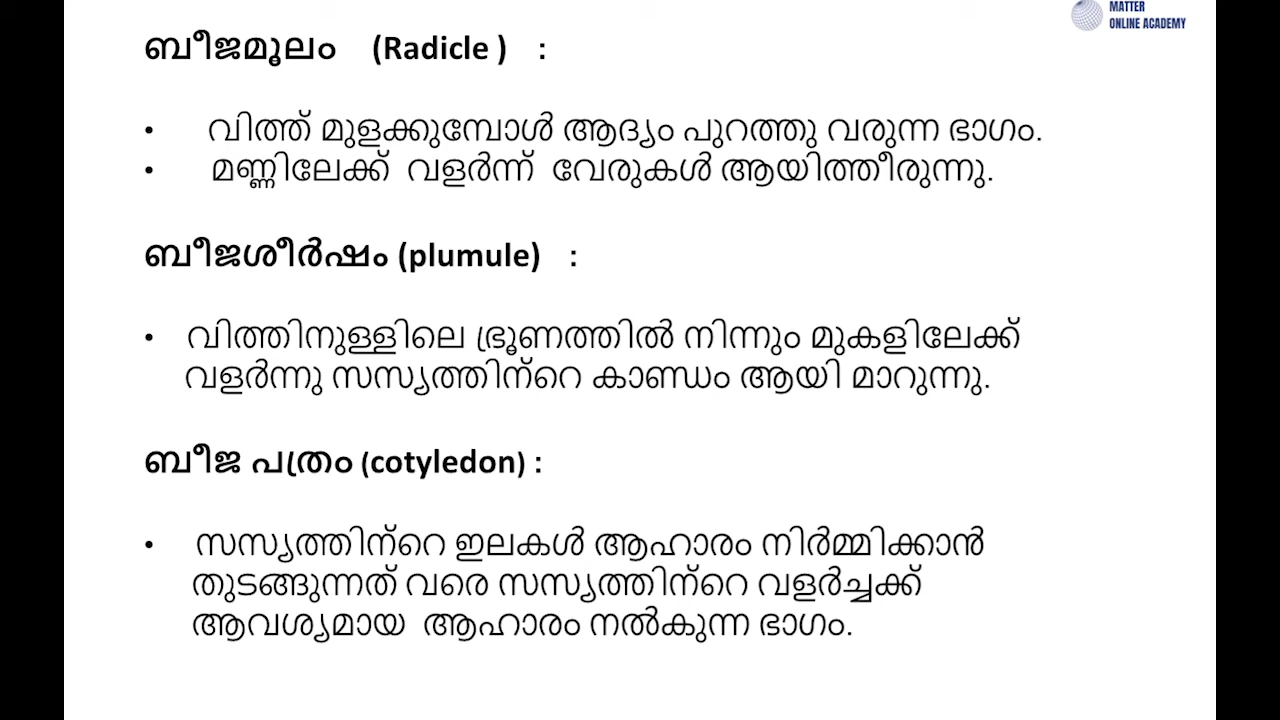 MATTER
ONLINE ACADEMY
ബീജമൂലം (Radicle ) :
• വിത്ത് മുളക്കുമ്പോൾ ആദ്യം പുറത്തു വരുന്ന ഭാഗം.
• മണ്ണിലേക്ക് വളർന്ന് വേരുകൾ ആയിത്തീരുന്നു.
ബീജശീർഷം (plumule) :
• വിത്തിനുള്ളിലെ ഭ്രൂണത്തിൽ നിന്നും മുകളിലേക്ക്
വളർന്നു സസ്യത്തിന്റെ കാണ്ഡം ആയി മാറുന്നു.
ബീജ പത്രം (cotyledon) :
• സസ്യത്തിന്റെ ഇലകൾ ആഹാരം നിർമ്മിക്കാൻ
തുടങ്ങുന്നത് വരെ സസ്യത്തിന്റെ വളർച്ചക്ക്
ആവശ്യമായ ആഹാരം നൽകുന്ന ഭാഗം.